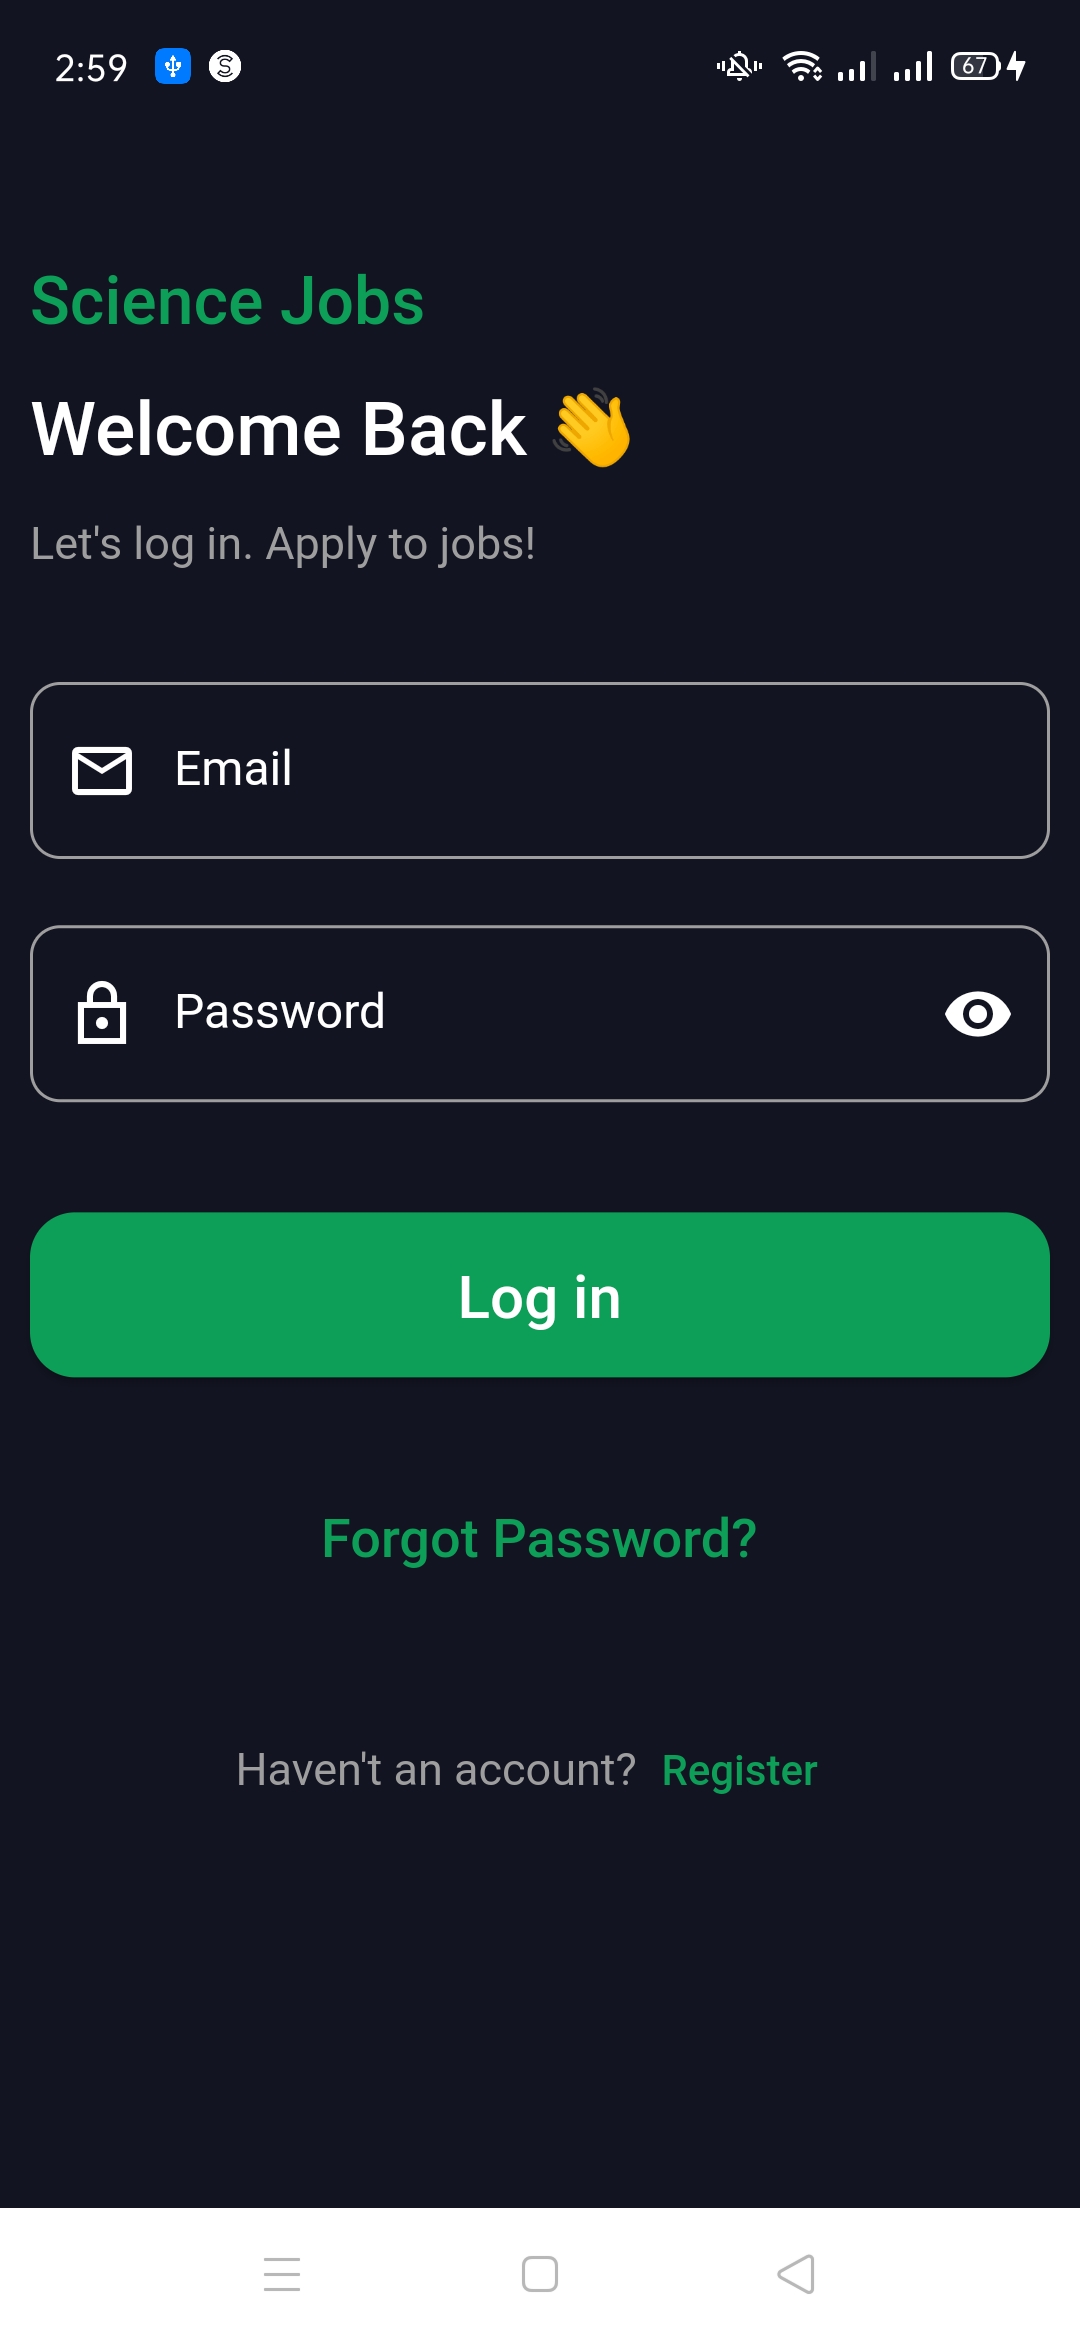 2:59 67
Science Jobs
Welcome Back 👋
Let's log in. Apply to jobs!
Email
Password
Log in
Forgot Password?
Haven't an account? Register